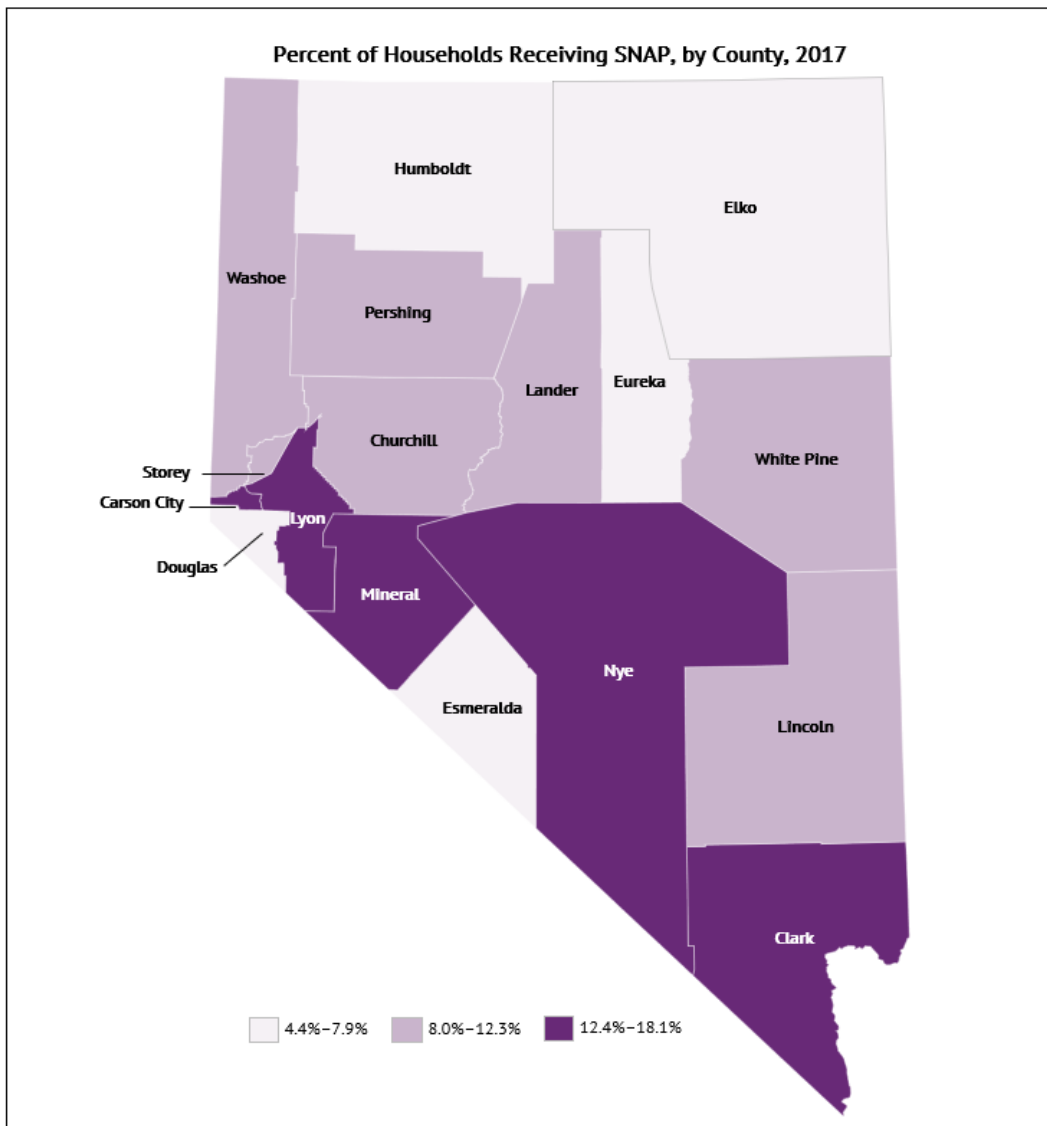 Percent of Households Receiving SNAP, by County, 2017
Humboldt
Elko
Washoe
Pershing
Eureka
Lander
Churchill
White Pine
Storey
Carson City
Lyon
Douglas
Mineral
Nye
Esmeralda
Lincoln
Clark
4.4%–7.9%
8.0%–12.3%
12.4%–18.1%